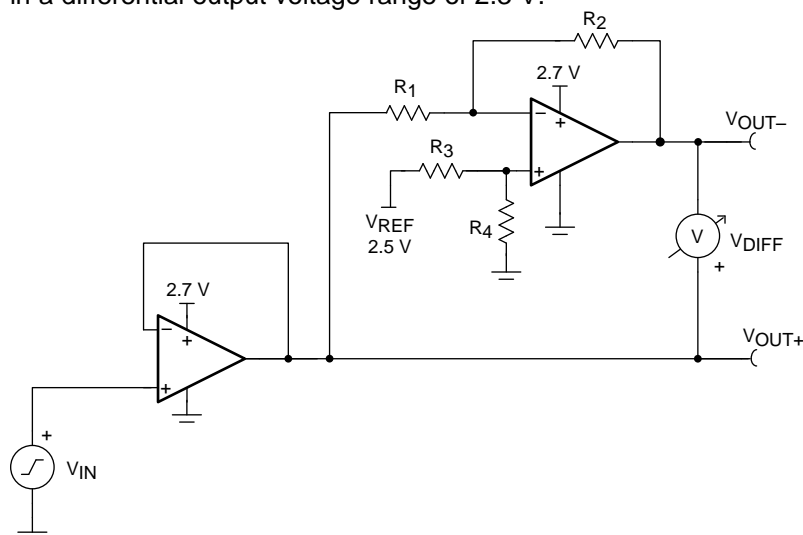 in a differential output voltage range of 2.3 V.
R2
2.7 V
R1
VOUT–
R3
VREF
2.5 V
R4
V
VDIFF
2.7 V
VOUT+
VIN